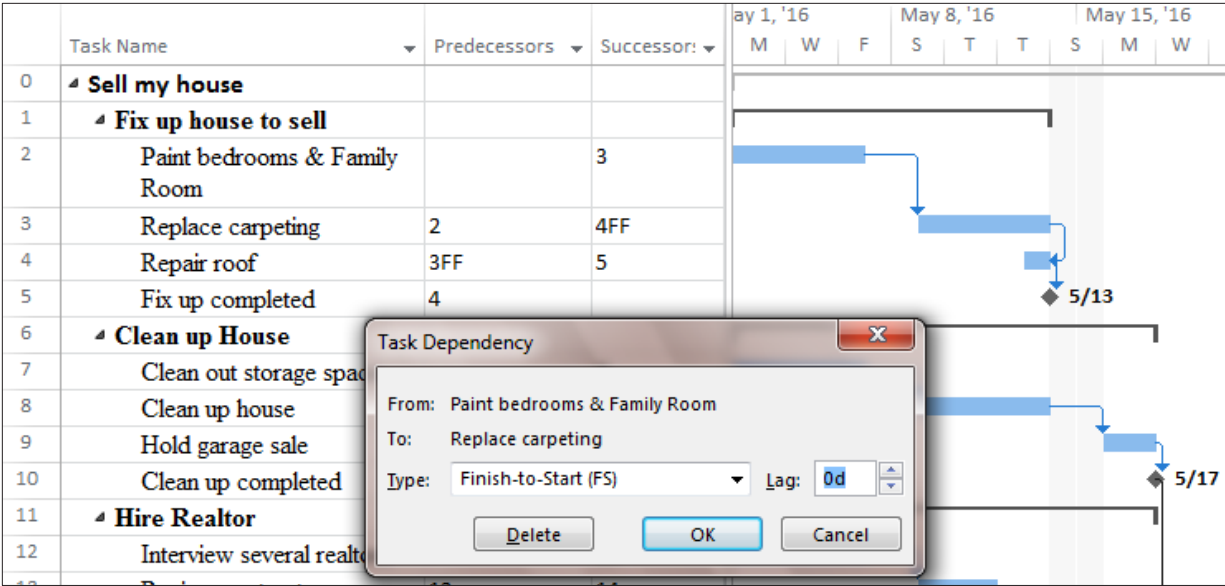 ay 1, '16 May 8, '16 May 15, '16
Task Name Predecessors Successor: M W F S T T S M W
0 Sell my house
1 Fix up house to sell
2 Paint bedrooms & Family 3
Room
3 Replace carpeting 2 4FF
4 Repair roof 3FF 5
5 Fix up completed 4 5/13
6 Clean up House
7 Clean out storage spac
8 Clean up house
9 Hold garage sale
10 Clean up completed 5/17
11 Hire Realtor
12 Interview several realto
Task Dependency
From: Paint bedrooms & Family Room
To: Replace carpeting
Type: Finish-to-Start (FS) Lag: 0d
Delete OK Cancel